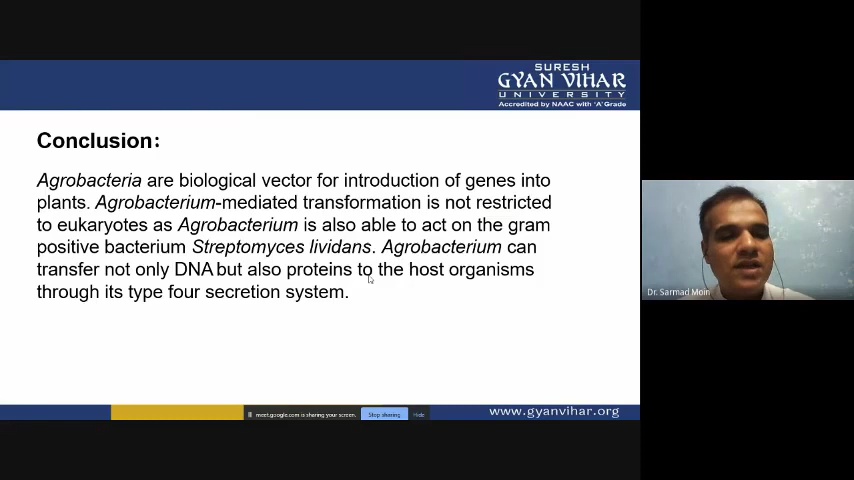 SURESH
GYAN VIHAR
UNIVERSITY
Accredited by NAAC with 'A' Grade
Conclusion:
Agrobacteria are biological vector for introduction of genes into
plants. Agrobacterium-mediated transformation is not restricted
to eukaryotes as Agrobacterium is also able to act on the gram
positive bacterium Streptomyces lividans. Agrobacterium can
transfer not only DNA but also proteins to the host organisms
through its type four secretion system.
Dr. Sarmad Moin
meet.google.com is sharing your screen.
Stop sharing
Hide
www.gyanvihar.org